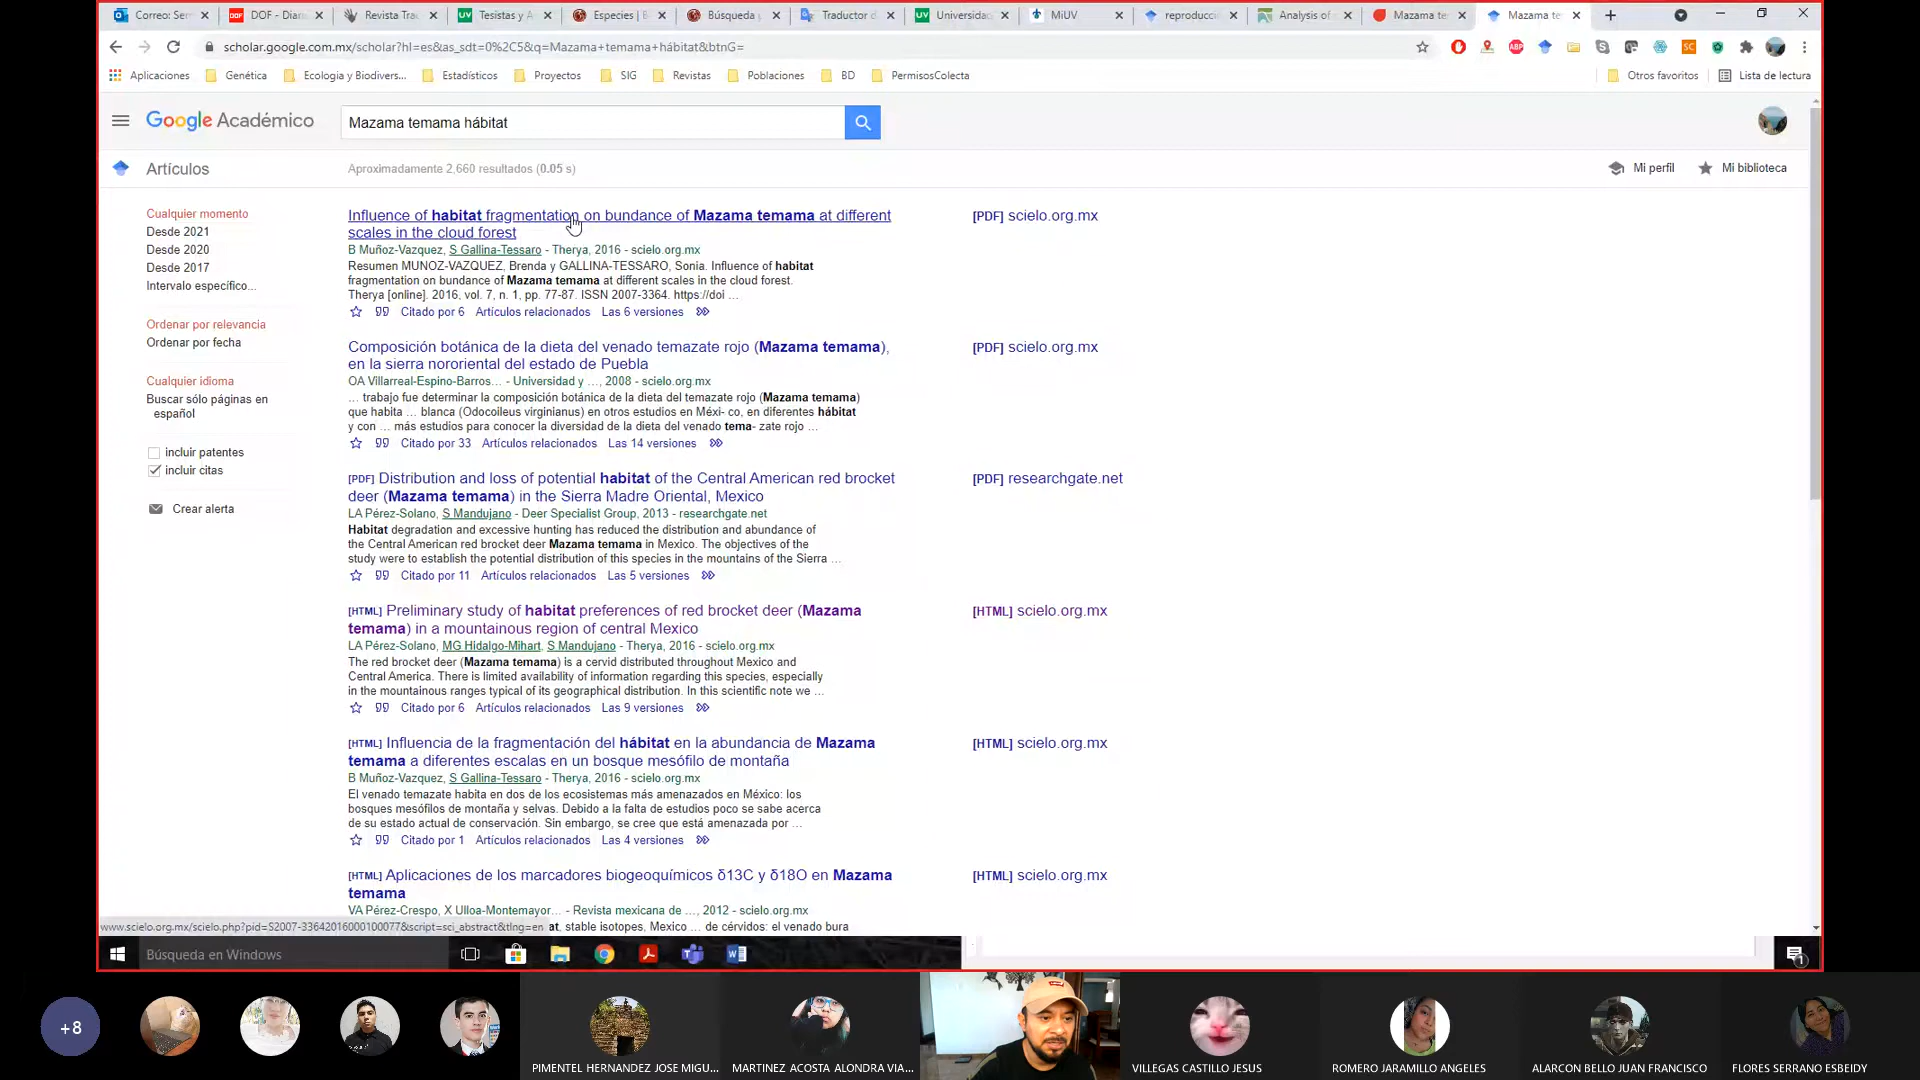 Correo: Sem
DOF - Diari
Revista Trac
Tesistas y A
Especies | B
Búsqueda y
Traductor d
Universidad
MiUV
reproducci
Analysis of
Mazama te
Mazama te
scholar.google.com.mx/scholar?hl=es&as_sdt=0%2C5&q=Mazama+temama+hábitat&btnG=
Aplicaciones
Genética
Ecologia y Biodivers...
Estadísticos
Proyectos
SIG
Revistas
Poblaciones
BD
PermisosColecta
Otros favoritos
Lista de lectura
Google Académico
Mazama temama hábitat
Artículos
Aproximadamente 2,660 resultados (0.05 s)
Mi perfil
Mi biblioteca
Cualquier momento
Desde 2021
Desde 2020
Desde 2017
Intervalo específico...
Ordenar por relevancia
Ordenar por fecha
Cualquier idioma
Buscar sólo páginas en
español
incluir patentes
incluir citas
Crear alerta
Influence of habitat fragmentation on bundance of Mazama temama at different
scales in the cloud forest
B Muñoz-Vazquez, S Gallina-Tessaro - Therya, 2016 - scielo.org.mx
Resumen MUNOZ-VAZQUEZ, Brenda y GALLINA-TESSARO, Sonia. Influence of habitat
fragmentation on bundance of Mazama temama at different scales in the cloud forest.
Therya [online]. 2016, vol. 7, n. 1, pp. 77-87. ISSN 2007-3364. https://doi ...
Citado por 6 Artículos relacionados Las 6 versiones
[PDF] scielo.org.mx
Composición botánica de la dieta del venado temazate rojo (Mazama temama),
en la sierra nororiental del estado de Puebla
OA Villarreal-Espino-Barros... - Universidad y ..., 2008 - scielo.org.mx
... trabajo fue determinar la composición botánica de la dieta del temazate rojo (Mazama temama)
que habita ... blanca (Odocoileus virginianus) en otros estudios en Méxi- co, en diferentes hábitat
y con ... más estudios para conocer la diversidad de la dieta del venado tema- zate rojo ...
Citado por 33 Artículos relacionados Las 14 versiones
[PDF] scielo.org.mx
[PDF] Distribution and loss of potential habitat of the Central American red brocket
deer (Mazama temama) in the Sierra Madre Oriental, Mexico
LA Pérez-Solano, S Mandujano - Deer Specialist Group, 2013 - researchgate.net
Habitat degradation and excessive hunting has reduced the distribution and abundance of
the Central American red brocket deer Mazama temama in Mexico. The objectives of the
study were to establish the potential distribution of this species in the mountains of the Sierra ...
Citado por 11 Artículos relacionados Las 5 versiones
[PDF] researchgate.net
[HTML] Preliminary study of habitat preferences of red brocket deer (Mazama
temama) in a mountainous region of central Mexico
LA Pérez-Solano, MG Hidalgo-Mihart, S Mandujano - Therya, 2016 - scielo.org.mx
The red brocket deer (Mazama temama) is a cervid distributed throughout Mexico and
Central America. There is limited availability of information regarding this species, especially
in the mountainous ranges typical of its geographical distribution. In this scientific note we ...
Citado por 6 Artículos relacionados Las 9 versiones
[HTML] scielo.org.mx
[HTML] Influencia de la fragmentación del hábitat en la abundancia de Mazama
temama a diferentes escalas en un bosque mesófilo de montaña
B Muñoz-Vazquez, S Gallina-Tessaro - Therya, 2016 - scielo.org.mx
El venado temazate habita en dos de los ecosistemas más amenazados en México: los
bosques mesófilos de montaña y selvas. Debido a la falta de estudios poco se sabe acerca
de su estado actual de conservación. Sin embargo, se cree que está amenazada por ...
Citado por 1 Artículos relacionados Las 4 versiones
[HTML] scielo.org.mx
[HTML] Aplicaciones de los marcadores biogeoquímicos δ13C y δ18O en Mazama
temama
VA Pérez-Crespo, X Ulloa-Montemayor... - Revista mexicana de ..., 2012 - scielo.org.mx
at, stable isotopes, Mexico ... de cérvidos: el venado bura
[HTML] scielo.org.mx
www.scielo.org.mx/scielo.php?pid=S2007-33642016000100077&script=sci_abstract&tlng=en
Búsqueda en Windows
1
+8
PIMENTEL HERNANDEZ JOSE MIGU...
MARTINEZ ACOSTA ALONDRA VIA...
VILLEGAS CASTILLO JESUS
ROMERO JARAMILLO ANGELES
ALARCON BELLO JUAN FRANCISCO
FLORES SERRANO ESBEIDY